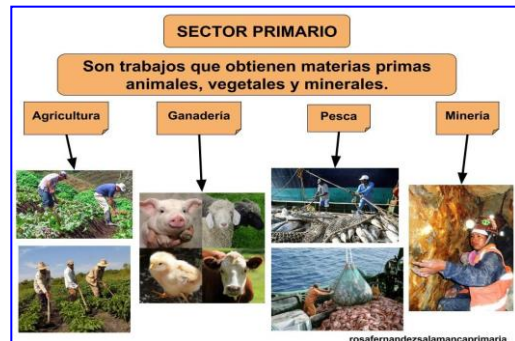 SECTOR PRIMARIO
Son trabajos que obtienen materias primas
animales, vegetales y minerales.
Agricultura
Ganadería
Pesca
Minería
rosafernandezsalamancaprimaria